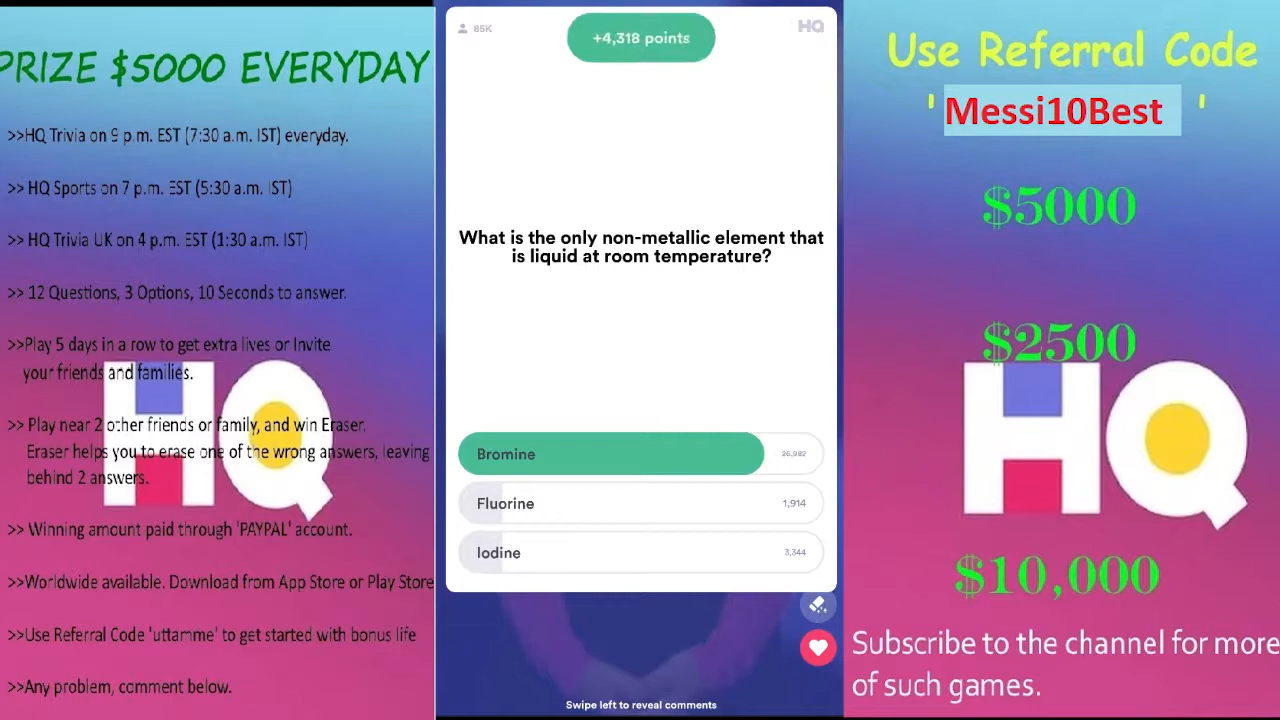 PRIZE $5000 EVERYDAY
>>HQ Trivia on 9 p.m. EST (7:30 a.m. IST) everyday.
>> HQ Sports on 7 p.m. EST (5:30 a.m. IST)
>> HQ Trivia UK on 4 p.m. EST (1:30 a.m. IST)
>> 12 Questions, 3 Options, 10 Seconds to answer.
>>Play 5 days in a row to get extra lives or Invite
your friends and families.
>> Play near 2 other friends or family, and win Eraser.
Eraser helps you to erase one of the wrong answers, leaving
behind 2 answers.
>> Winning amount paid through 'PAYPAL' account.
>>Worldwide available. Download from App Store or Play Store
>>Use Referral Code 'uttamme' to get started with bonus life
>>Any problem, comment below.
HQ
85K
+4,318 points
HQ
What is the only non-metallic element that
is liquid at room temperature?
Bromine 26,982
Fluorine 1,914
Iodine 3,344
Swipe left to reveal comments
Use Referral Code
' Messi10Best '
$5000
$2500
HQ
$10,000
Subscribe to the channel for more
of such games.